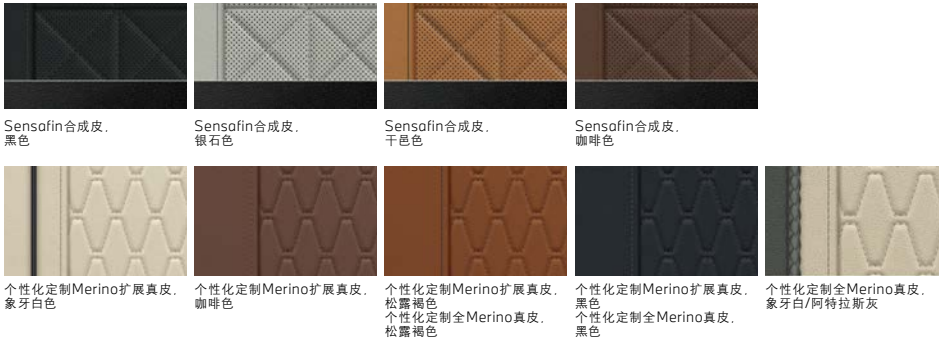 Sensafin合成皮，
黑色
Sensafin合成皮，
银石色
Sensafin合成皮，
干邑色
Sensafin合成皮，
咖啡色
个性化定制Merino扩展真皮，
象牙白色
个性化定制Merino扩展真皮，
咖啡色
个性化定制Merino扩展真皮，
松露褐色
个性化定制全Merino真皮，
松露褐色
个性化定制Merino扩展真皮，
黑色
个性化定制全Merino真皮，
黑色
个性化定制全Merino真皮，
象牙白/阿特拉斯灰